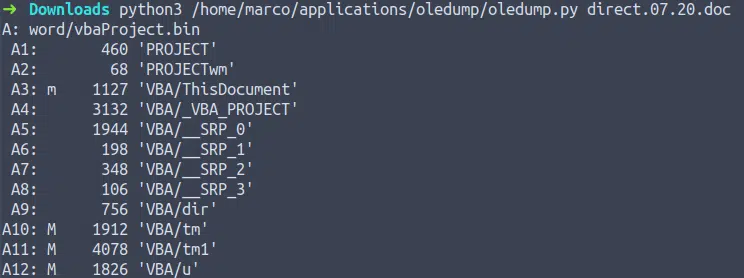 ➜ Downloads python3 /home/marco/applications/oledump/oledump.py direct.07.20.doc
A: word/vbaProject.bin
 A1:       460 'PROJECT'
 A2:        68 'PROJECTwm'
 A3: m    1127 'VBA/ThisDocument'
 A4:      3132 'VBA/_VBA_PROJECT'
 A5:      1944 'VBA/__SRP_0'
 A6:       198 'VBA/__SRP_1'
 A7:       348 'VBA/__SRP_2'
 A8:       106 'VBA/__SRP_3'
 A9:       756 'VBA/dir'
A10: M    1912 'VBA/tm'
A11: M    4078 'VBA/tm1'
A12: M    1826 'VBA/u'